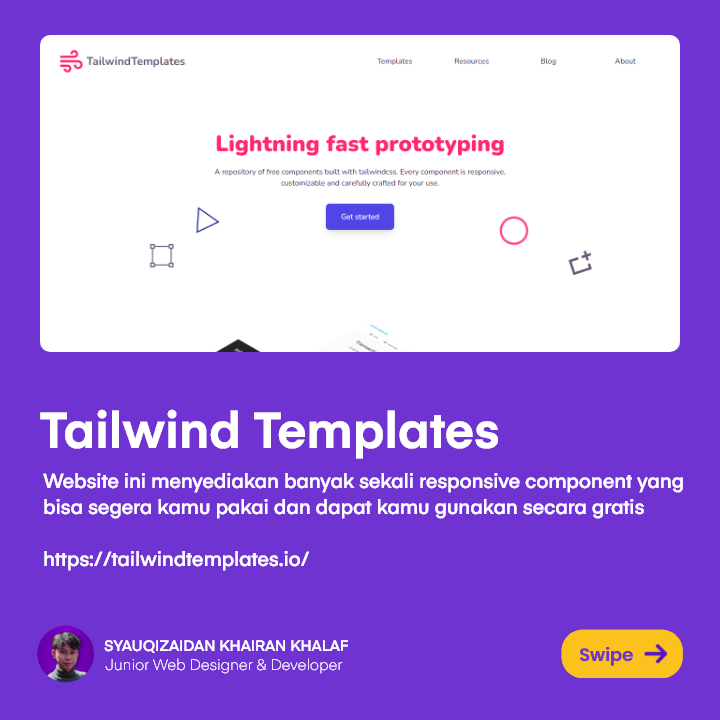 TailwindTemplates
Templates Resources Blog About
Lightning fast prototyping
A repository of free components built with tailwindcss. Every component is responsive,
customizable and carefully crafted for your use.
Get started
Tailwind Templates
Website ini menyediakan banyak sekali responsive component yang
bisa segera kamu pakai dan dapat kamu gunakan secara gratis
https://tailwindtemplates.io/
SYAUQIZAIDAN KHAIRAN KHALAF
Junior Web Designer & Developer
Swipe